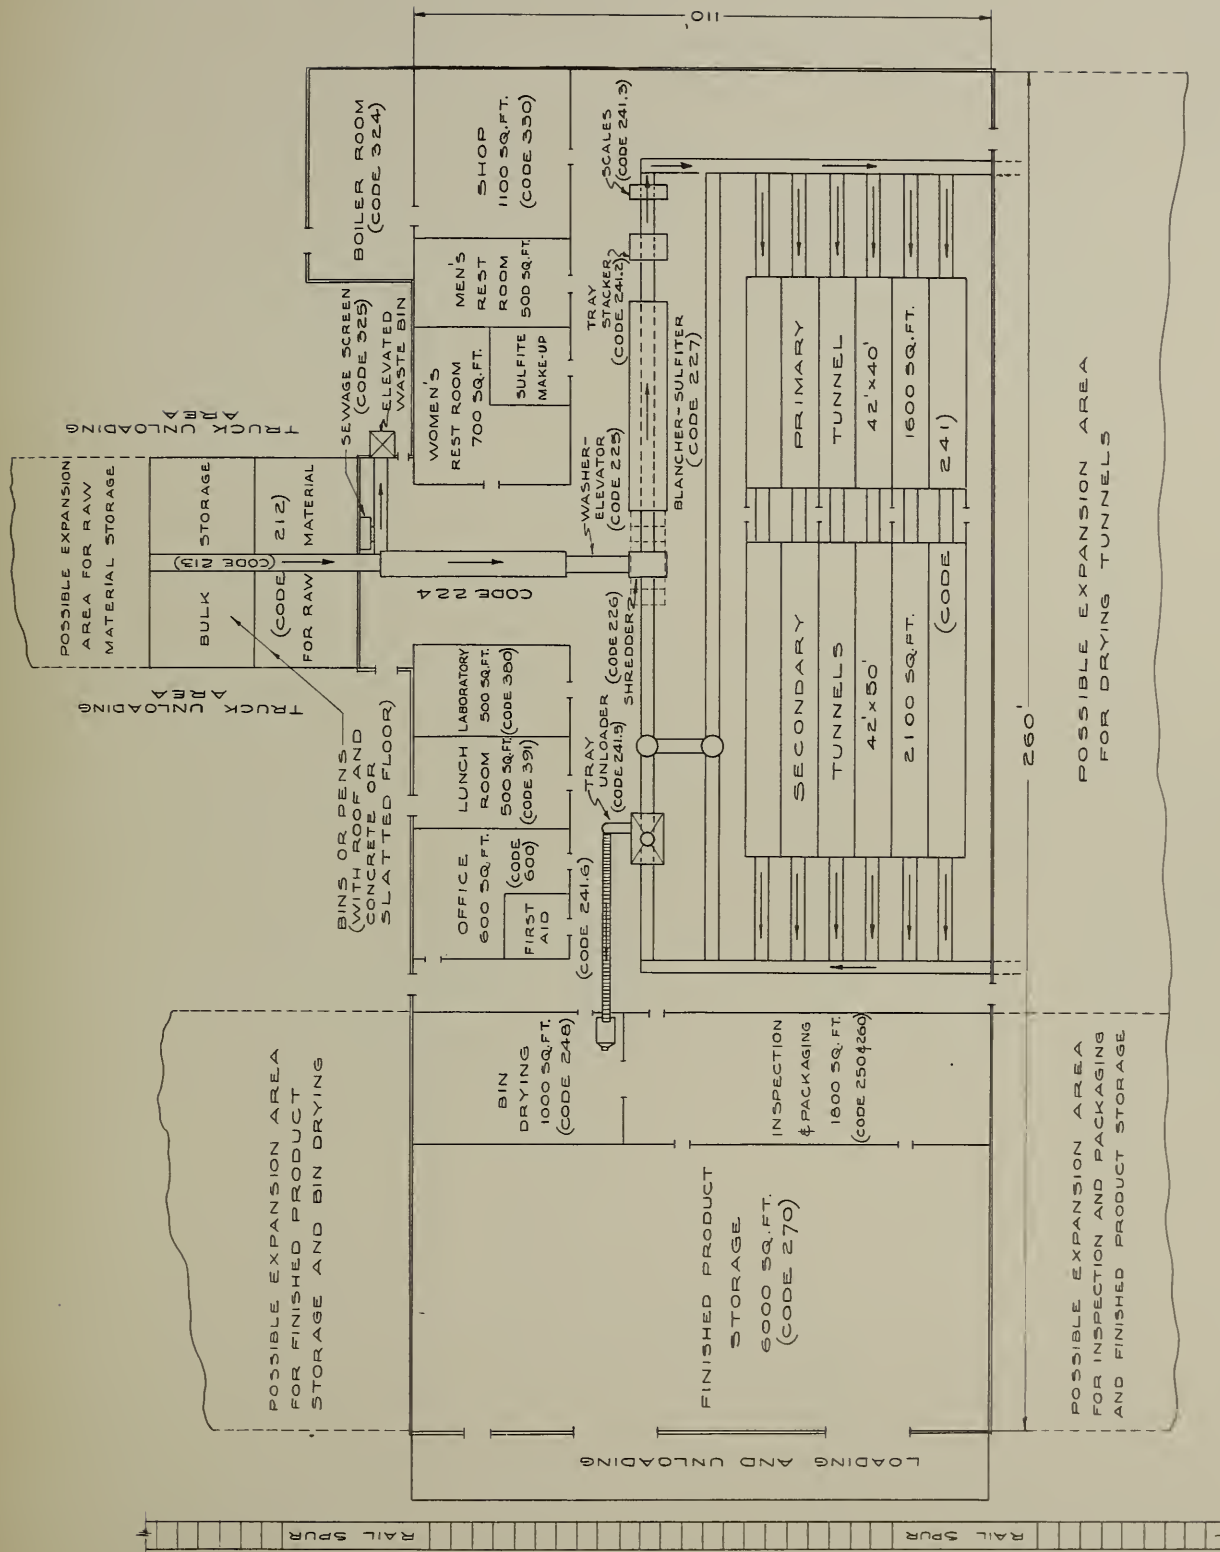 110'
BOILER ROOM
(CODE 324)
SHOP
1100 SQ.FT.
(CODE 330)
MEN'S
REST
ROOM
500 SQ.FT.
WOMEN'S
REST ROOM
700 SQ.FT.
SULFITE
MAKE-UP
SEWAGE SCREEN
(CODE 325)
ELEVATED
WASTE BIN
TRUCK UNLOADING
AREA
POSSIBLE EXPANSION
AREA FOR RAW
MATERIAL STORAGE
BULK STORAGE
(CODE 212)
FOR RAW MATERIAL
(CODE 213)
TRUCK UNLOADING
AREA
BINS OR PENS
(WITH ROOF AND
CONCRETE OR
SLATTED FLOOR)
CODE 224
WASHER-
ELEVATOR
(CODE 225)
(CODE 226)
SHREDDER
BLANCHER-SULFITER
(CODE 227)
TRAY
STACKER
(CODE 241.2)
SCALES
(CODE 241.3)
LABORATORY
500 SQ.FT.
(CODE 380)
LUNCH
ROOM
500 SQ.FT.
(CODE 391)
OFFICE
600 SQ.FT.
(CODE
600)
FIRST
AID
TRAY
UNLOADER
(CODE 241.5)
(CODE 241.6)
PRIMARY
TUNNEL
42'x40'
1600 SQ.FT.
SECONDARY
TUNNELS
42'x50'
2100 SQ.FT.
(CODE 241)
260'
POSSIBLE EXPANSION AREA
FOR DRYING TUNNELS
BIN
DRYING
1000 SQ.FT.
(CODE 248)
INSPECTION
& PACKAGING
1800 SQ.FT.
(CODE 250&260)
POSSIBLE EXPANSION AREA
FOR FINISHED PRODUCT
STORAGE AND BIN DRYING
FINISHED PRODUCT
STORAGE
6000 SQ.FT.
(CODE 270)
POSSIBLE EXPANSION AREA
FOR INSPECTION AND PACKAGING
AND FINISHED PRODUCT STORAGE
LOADING AND UNLOADING
RAIL SPUR
RAIL SPUR